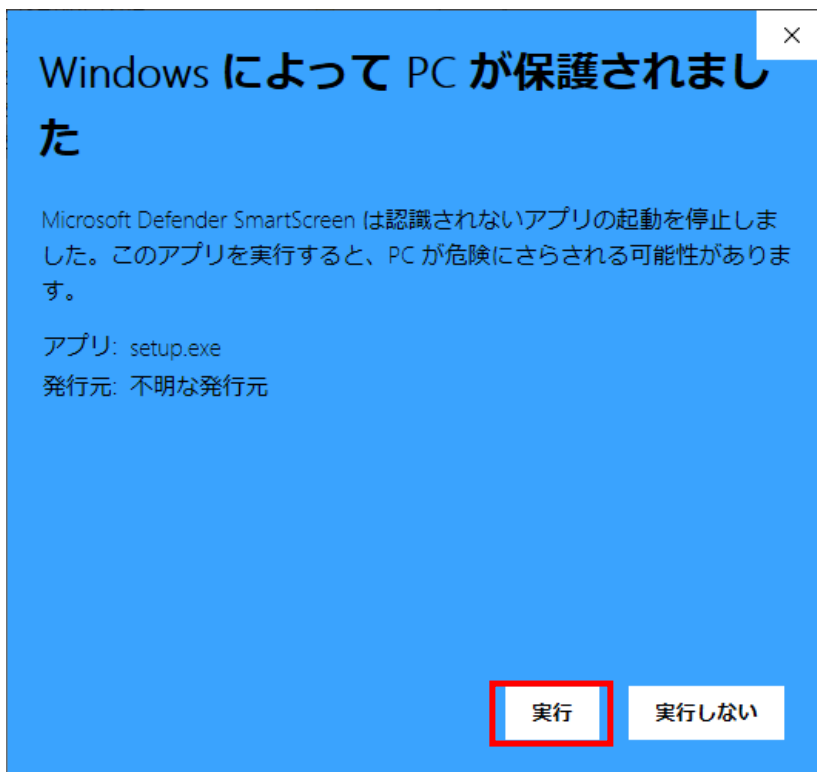 Windows によって PC が保護されまし
た
Microsoft Defender SmartScreen は認識されないアプリの起動を停止しま
した。このアプリを実行すると、PC が危険にさらされる可能性がありま
す。
アプリ: setup.exe
発行元: 不明な発行元
実行 実行しない